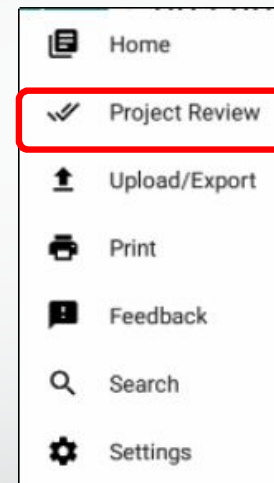 Home
Project Review
Upload/Export
Print
Feedback
Search
Settings